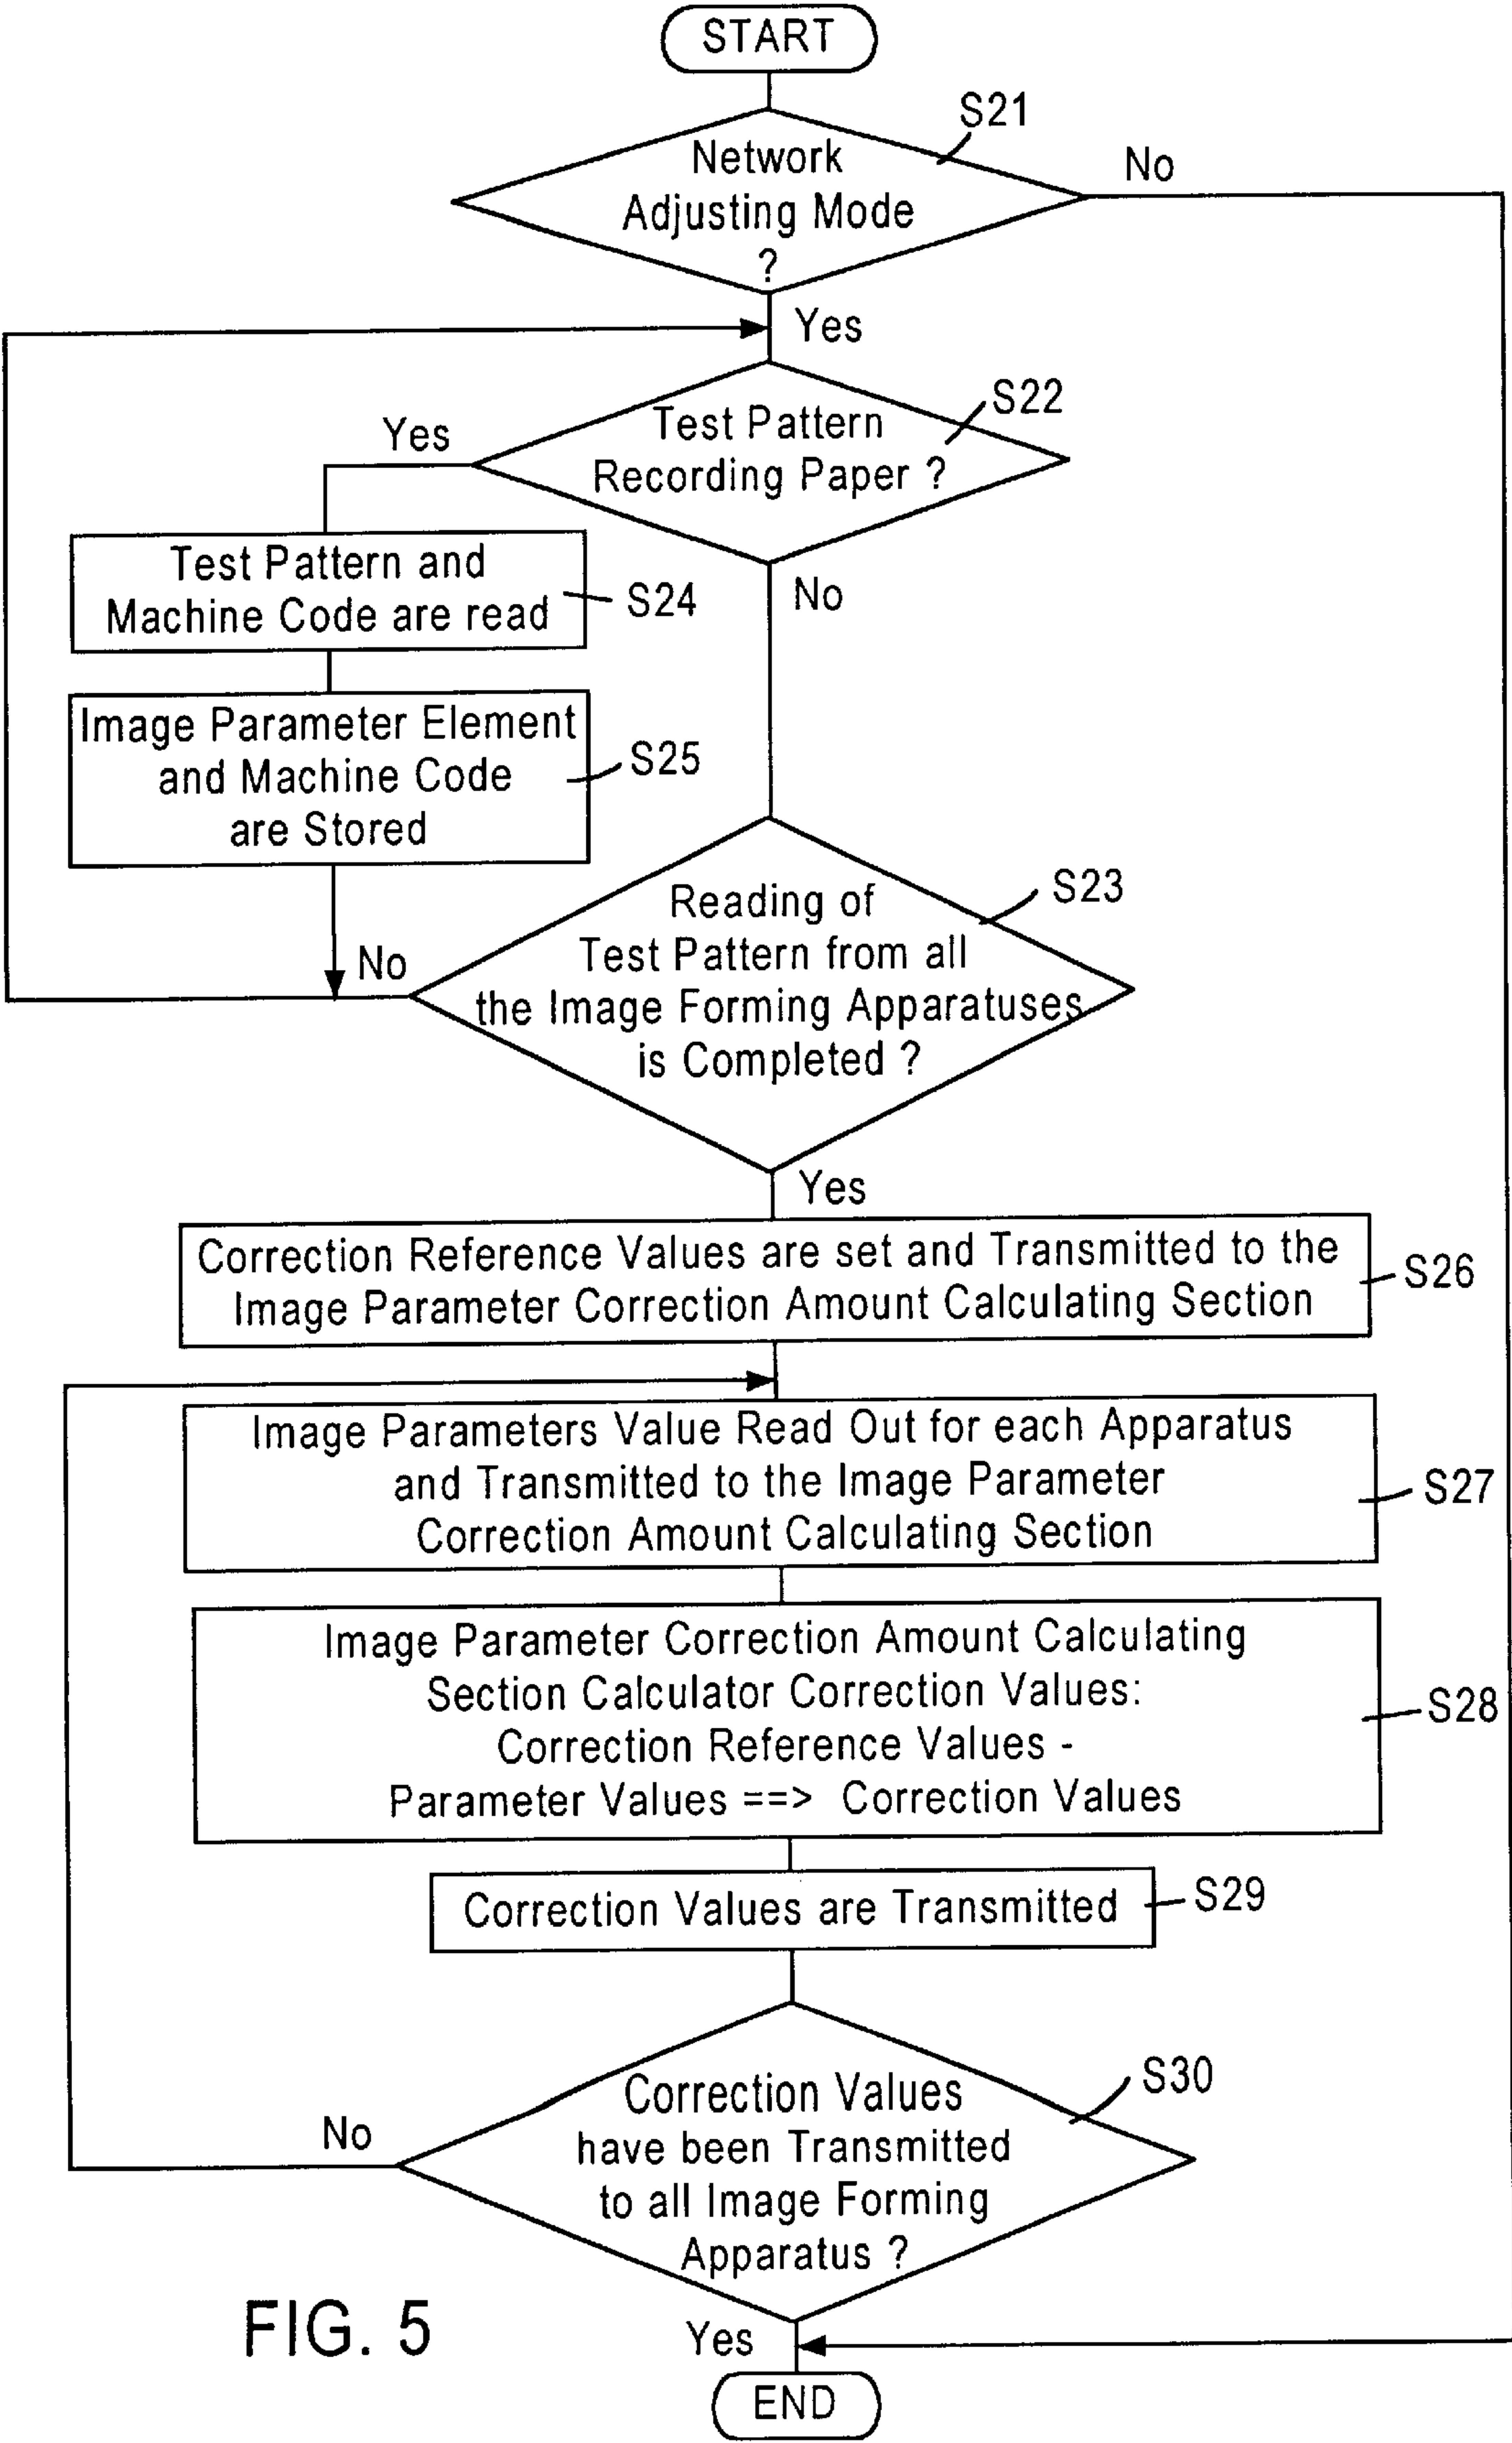 START
S21
Network
Adjusting Mode
?
No
Yes
S22
Test Pattern
Recording Paper ?
Yes
No
Test Pattern and
Machine Code are read
S24
Image Parameter Element
and Machine Code
are Stored
S25
S23
Reading of
Test Pattern from all
the Image Forming Apparatuses
is Completed ?
No
Yes
Correction Reference Values are set and Transmitted to the
Image Parameter Correction Amount Calculating Section
S26
Image Parameters Value Read Out for each Apparatus
and Transmitted to the Image Parameter
Correction Amount Calculating Section
S27
Image Parameter Correction Amount Calculating
Section Calculator Correction Values:
Correction Reference Values -
Parameter Values ==> Correction Values
S28
Correction Values are Transmitted
S29
S30
Correction Values
have been Transmitted
to all Image Forming
Apparatus ?
No
Yes
END
FIG. 5